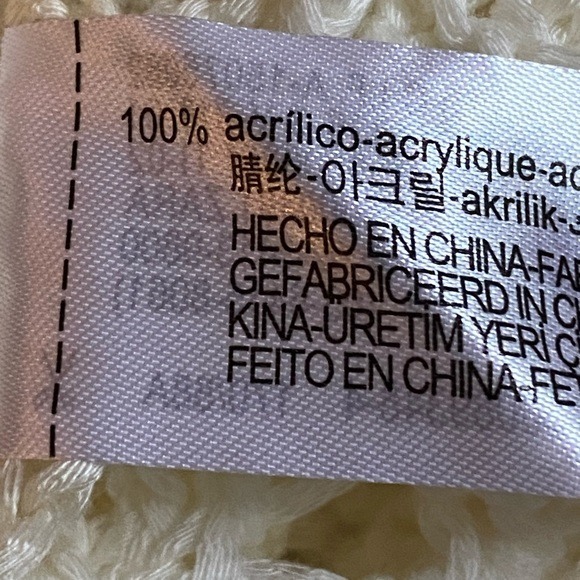 100% acrílico-acrylique-ac
腈纶-아크릴-akrilik-
HECHO EN CHINA-FA
GEFABRICEERD IN C
KINA-ÜRETİM YERİ Ç
FEITO EN CHINA-FE